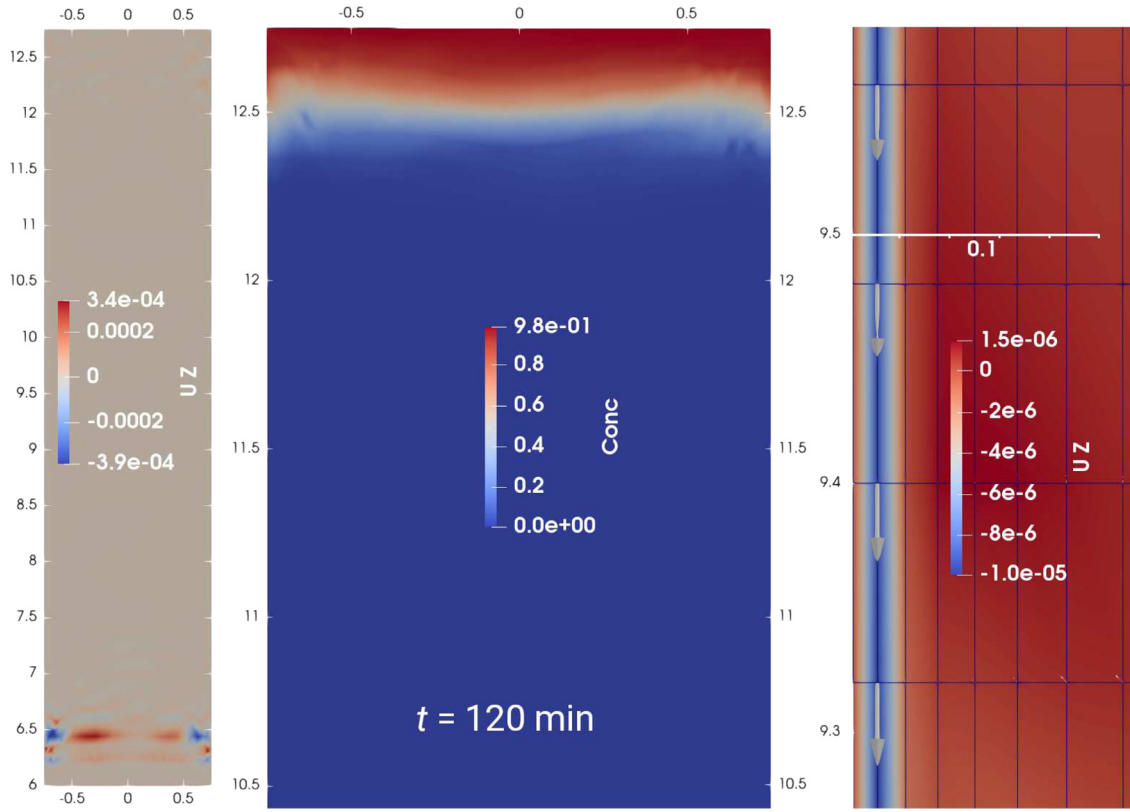 -0.5 0 0.5
12.5
12
11.5
11
10.5
10
9.5
9
8.5
8
7.5
7
6.5
6
-0.5 0 0.5
3.4e-04
0.0002
0
-0.0002
-3.9e-04
U Z
-0.5 0 0.5
12.5 12.5
12 12
11.5 11.5
11 11
10.5 10.5
9.8e-01
0.8
0.6
0.4
0.2
0.0e+00
Conc
t = 120 min
9.5
9.4
9.3
0.1
1.5e-06
0
-2e-6
-4e-6
-6e-6
-8e-6
-1.0e-05
U Z